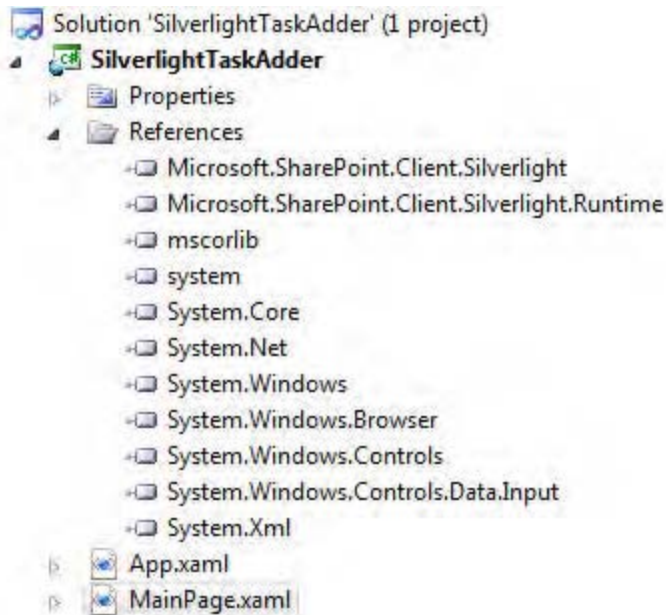 Solution 'SilverlightTaskAdder' (1 project)
SilverlightTaskAdder
Properties
References
Microsoft.SharePoint.Client.Silverlight
Microsoft.SharePoint.Client.Silverlight.Runtime
mscorlib
system
System.Core
System.Net
System.Windows
System.Windows.Browser
System.Windows.Controls
System.Windows.Controls.Data.Input
System.Xml
App.xaml
MainPage.xaml